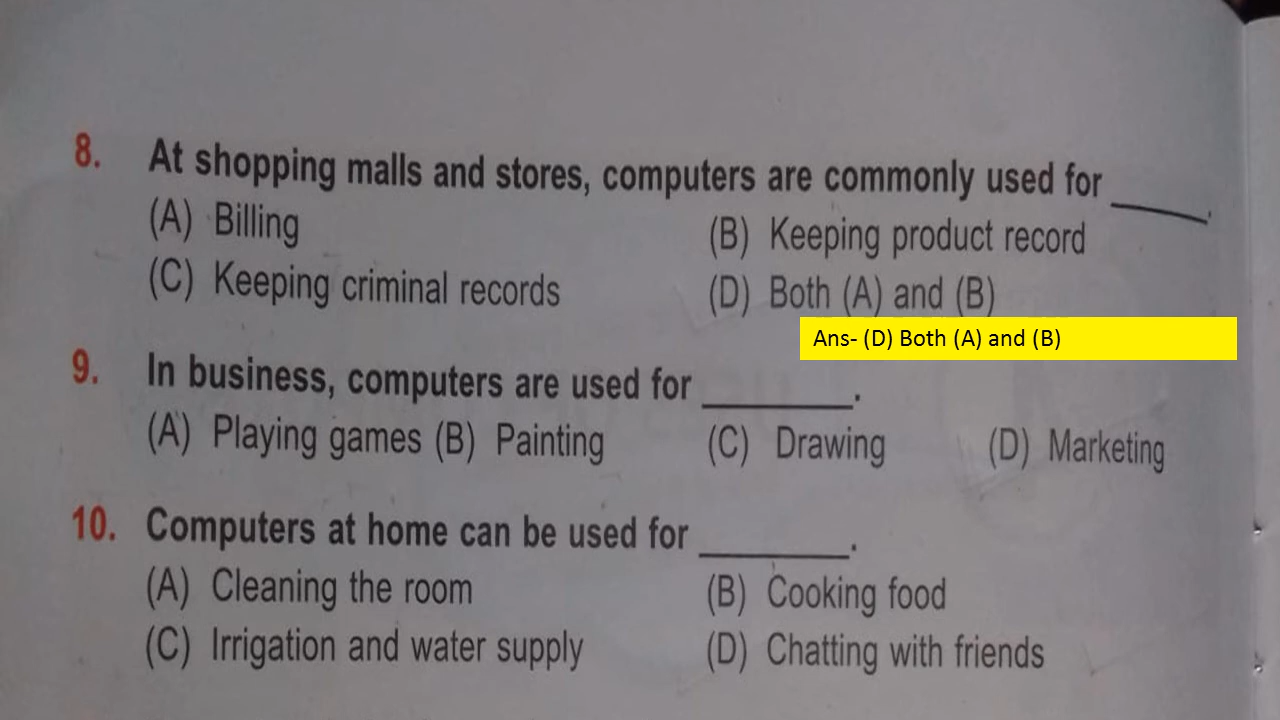 8. At shopping malls and stores, computers are commonly used for ______.
(A) Billing (B) Keeping product record
(C) Keeping criminal records (D) Both (A) and (B)
Ans- (D) Both (A) and (B)
9. In business, computers are used for ________.
(A) Playing games (B) Painting (C) Drawing (D) Marketing
10. Computers at home can be used for ________.
(A) Cleaning the room (B) Cooking food
(C) Irrigation and water supply (D) Chatting with friends